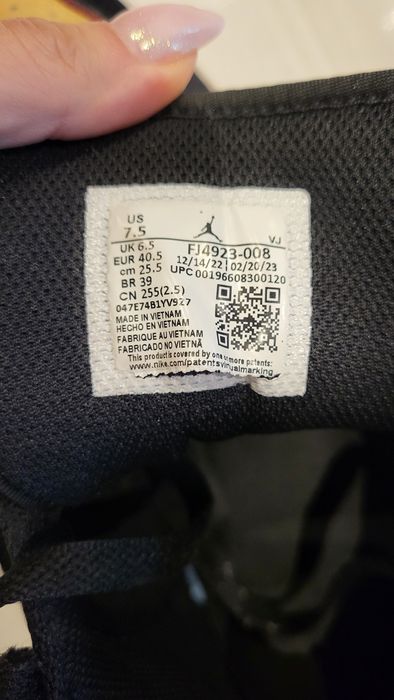 US
7.5
VJ
UK 6.5
FJ4923-008
EUR 40.5
12/14/22 02/20/23
cm 25.5
UPC 00196608300120
BR 39
CN 255(2.5)
047E74B1YV927
MADE IN VIETNAM
HECHO EN VIETNAM
FABRIQUE AU VIETNAM
FABRICADO NO VIETNÃ
This product is covered by one or more patents:
www.nike.com/patentsvirtualmarking